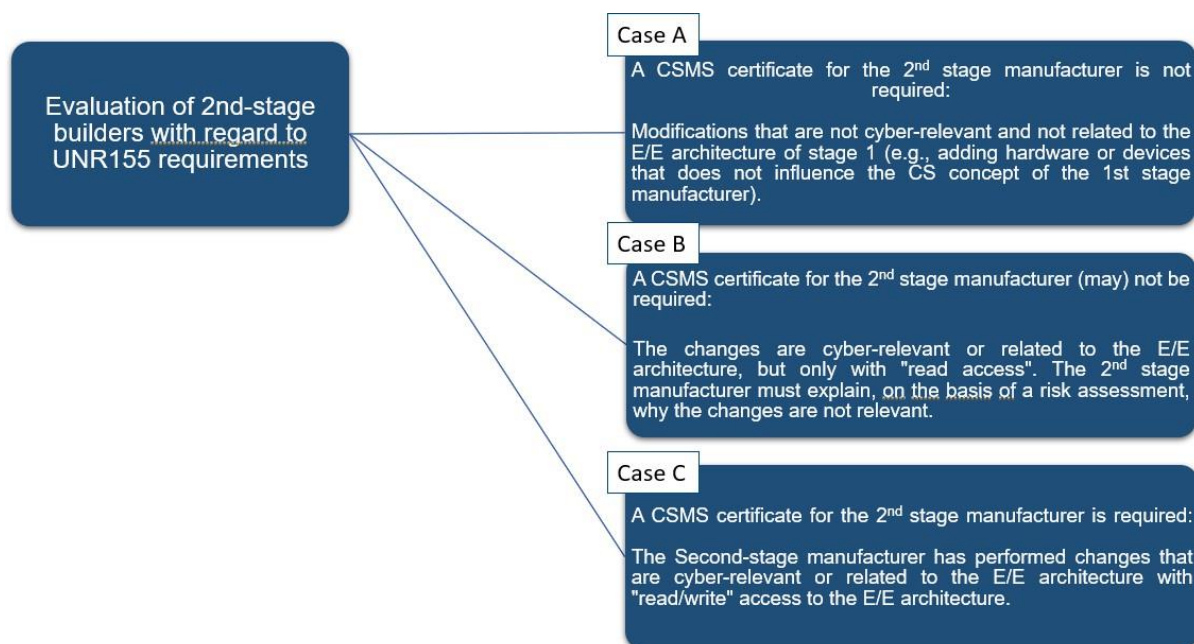 Evaluation of 2nd-stage
builders with regard to
UNR155 requirements
Case A
A CSMS certificate for the 2nd stage manufacturer is not
required:
Modifications that are not cyber-relevant and not related to the
E/E architecture of stage 1 (e.g., adding hardware or devices
that does not influence the CS concept of the 1st stage
manufacturer).
Case B
A CSMS certificate for the 2nd stage manufacturer (may) not be
required:
The changes are cyber-relevant or related to the E/E
architecture, but only with "read access". The 2nd stage
manufacturer must explain, on the basis of a risk assessment,
why the changes are not relevant.
Case C
A CSMS certificate for the 2nd stage manufacturer is required:
The Second-stage manufacturer has performed changes that
are cyber-relevant or related to the E/E architecture with
"read/write" access to the E/E architecture.